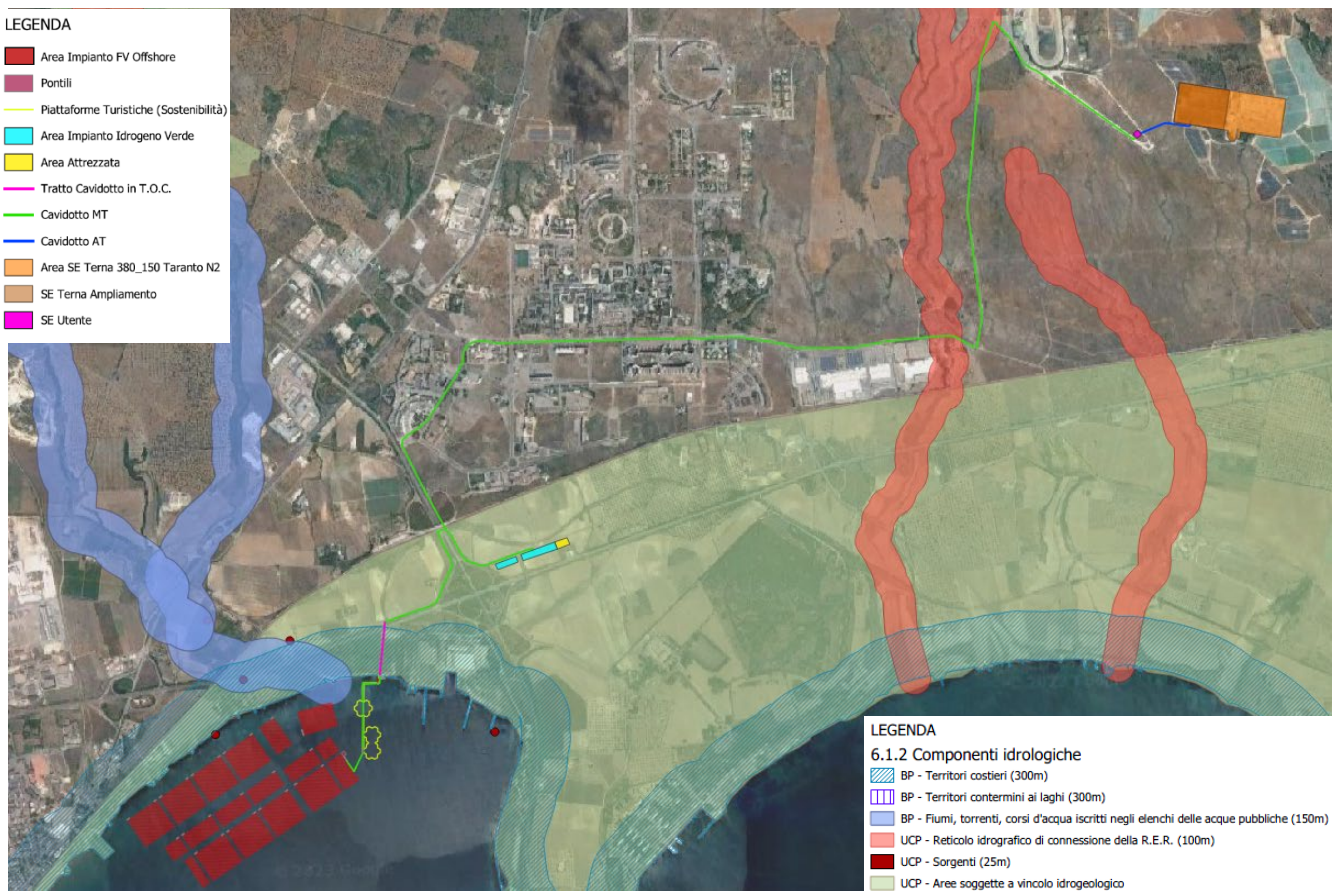 LEGENDA
Area Impianto FV Offshore
Pontili
Piattaforme Turistiche (Sostenibilità)
Area Impianto Idrogeno Verde
Area Attrezzata
Tratto Cavidotto in T.O.C.
Cavidotto MT
Cavidotto AT
Area SE Terna 380_150 Taranto N2
SE Terna Ampliamento
SE Utente
LEGENDA
6.1.2 Componenti idrologiche
BP - Territori costieri (300m)
BP - Territori contermini ai laghi (300m)
BP - Fiumi, torrenti, corsi d'acqua iscritti negli elenchi delle acque pubbliche (150m)
UCP - Reticolo idrografico di connessione della R.E.R. (100m)
UCP - Sorgenti (25m)
UCP - Aree soggette a vincolo idrogeologico